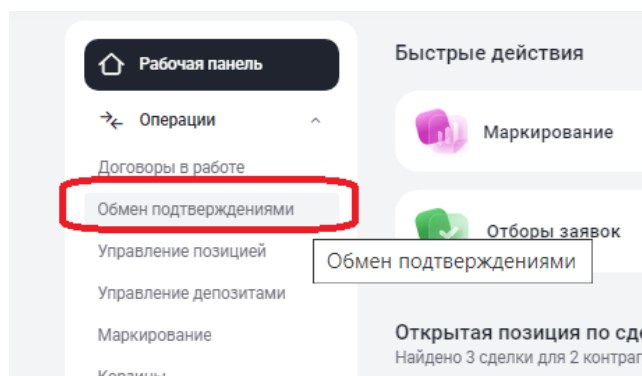 Рабочая панель
Операции
Договоры в работе
Обмен подтверждениями
Управление позицией
Управление депозитами
Маркирование
Корзины
Быстрые действия
Маркирование
Отборы заявок
Обмен подтверждениями
Открытая позиция по сд
Найдено 3 сделки для 2 контраг